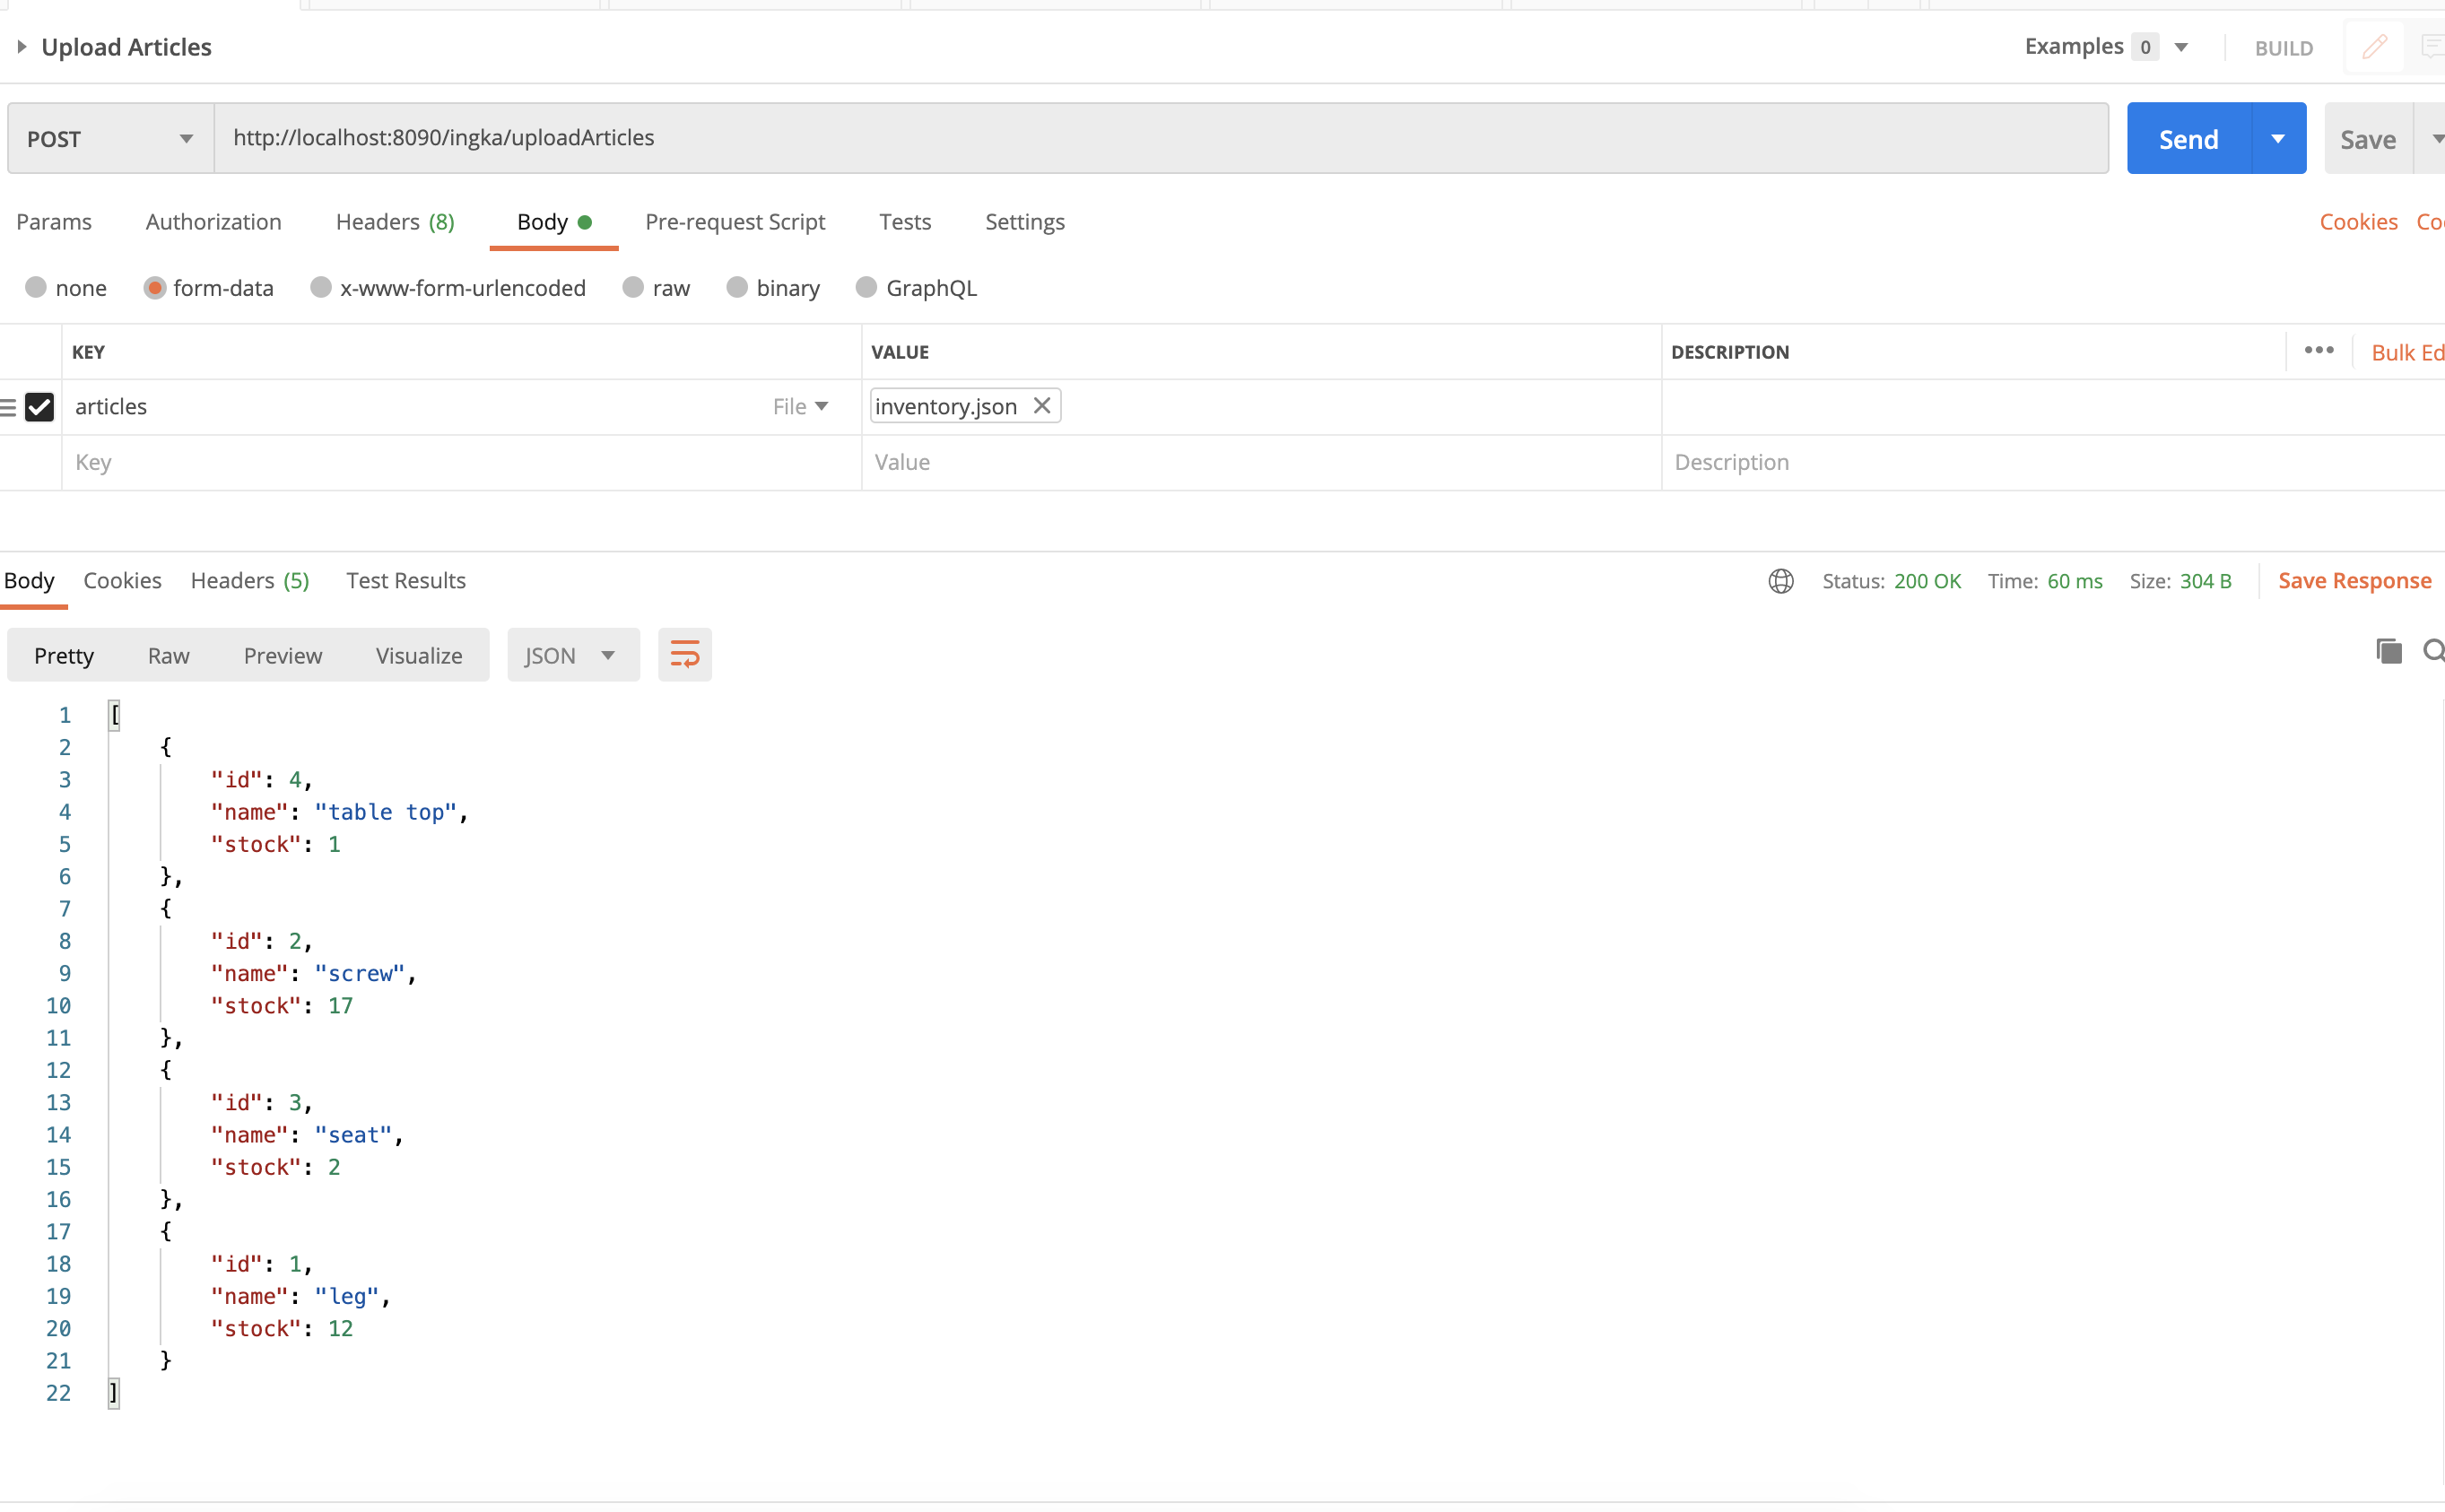 Upload Articles Examples 0 BUILD
POST http://localhost:8090/ingka/uploadArticles Send Save
Params Authorization Headers (8) Body Pre-request Script Tests Settings Cookies
none form-data x-www-form-urlencoded raw binary GraphQL
KEY VALUE DESCRIPTION ••• Bulk
articles File inventory.json
Key Value Description
Body Cookies Headers (5) Test Results Status: 200 OK Time: 60 ms Size: 304 B Save Response
Pretty Raw Preview Visualize JSON
1 [
2 {
3 "id": 4,
4 "name": "table top",
5 "stock": 1
6 },
7 {
8 "id": 2,
9 "name": "screw",
10 "stock": 17
11 },
12 {
13 "id": 3,
14 "name": "seat",
15 "stock": 2
16 },
17 {
18 "id": 1,
19 "name": "leg",
20 "stock": 12
21 }
22 ]